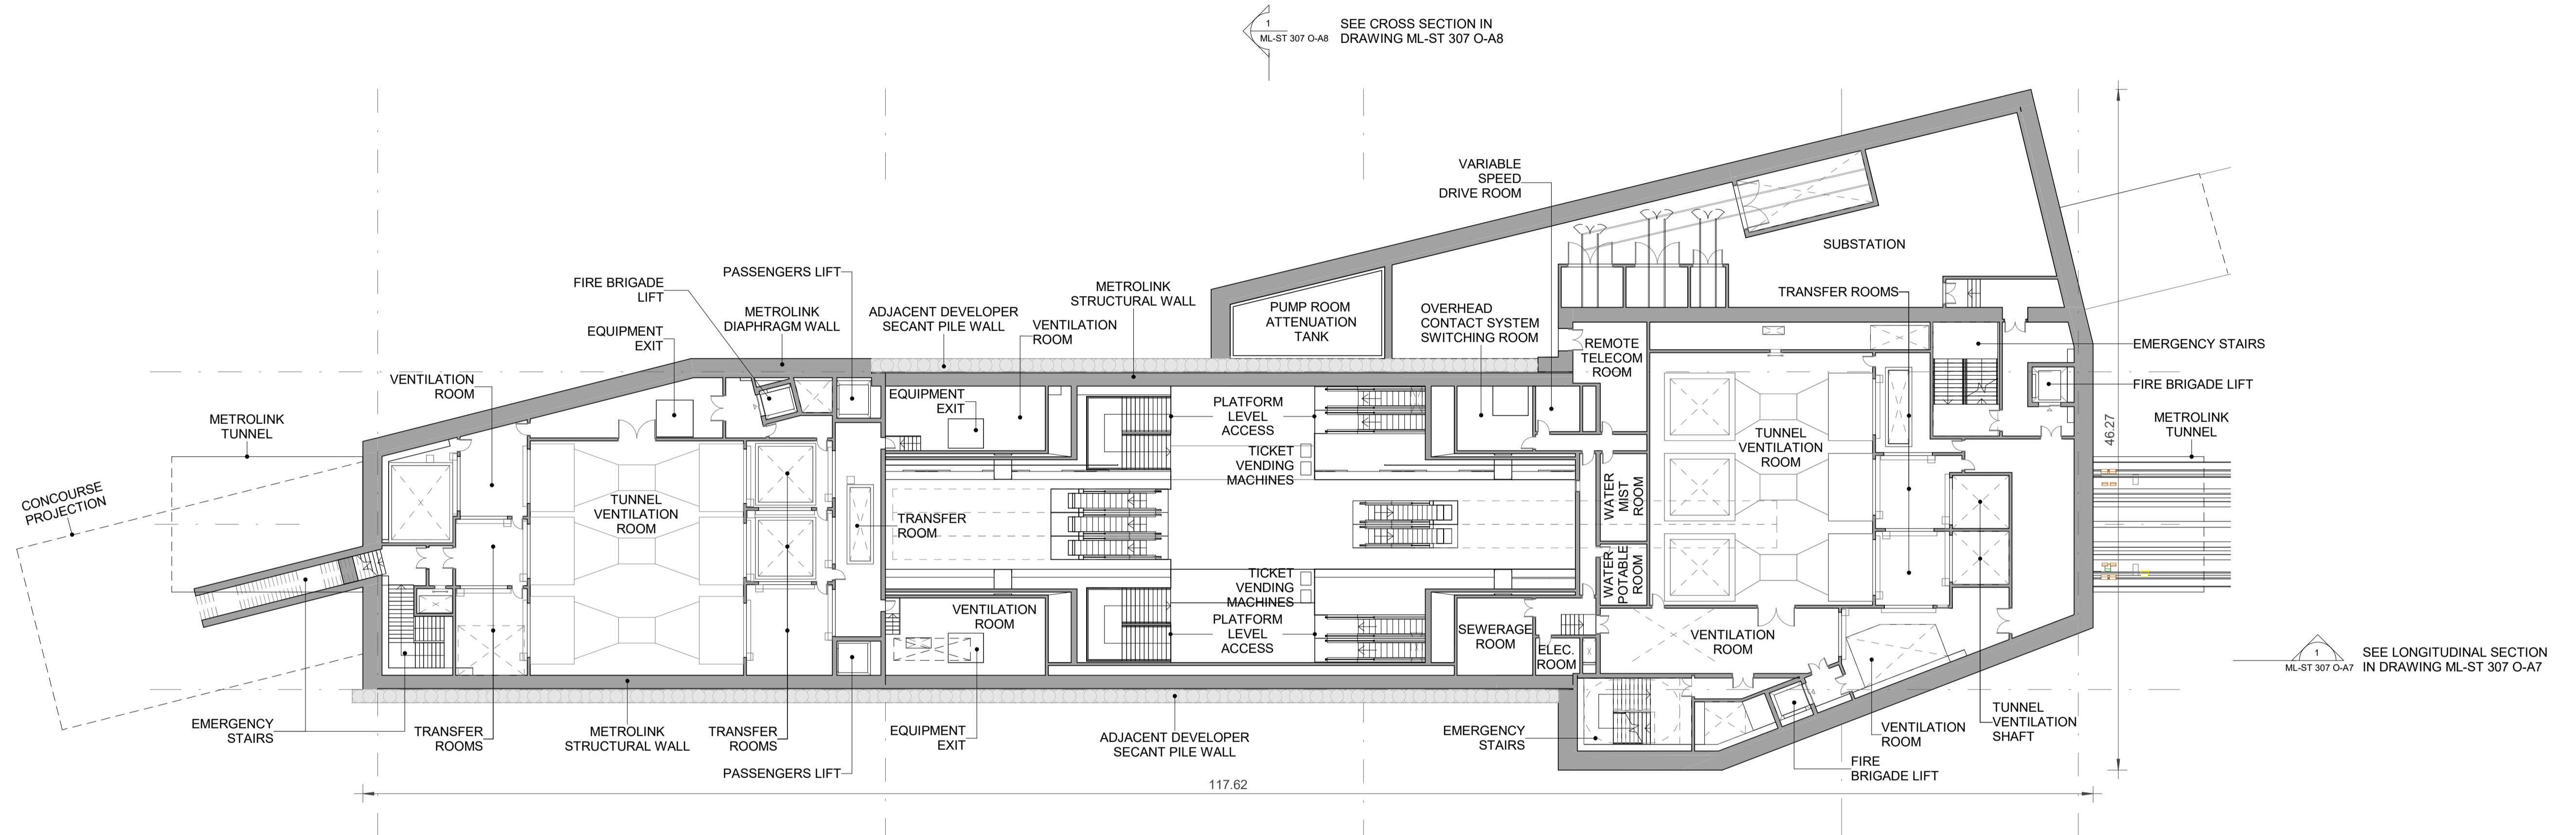 1
ML-ST 307 O-A8
SEE CROSS SECTION IN
DRAWING ML-ST 307 O-A8
VARIABLE
SPEED
DRIVE ROOM
SUBSTATION
PASSENGERS LIFT
FIRE BRIGADE
LIFT
METROLINK
STRUCTURAL WALL
TRANSFER ROOMS
METROLINK
DIAPHRAGM WALL
ADJACENT DEVELOPER
SECANT PILE WALL
VENTILATION
ROOM
PUMP ROOM
ATTENUATION
TANK
OVERHEAD
CONTACT SYSTEM
SWITCHING ROOM
EQUIPMENT
EXIT
REMOTE
TELECOM
ROOM
EMERGENCY STAIRS
VENTILATION
ROOM
FIRE BRIGADE LIFT
EQUIPMENT
EXIT
PLATFORM
LEVEL
ACCESS
METROLINK
TUNNEL
METROLINK
TUNNEL
46.27
TUNNEL
VENTILATION
ROOM
TICKET
VENDING
MACHINES
CONCOURSE
PROJECTION
TUNNEL
VENTILATION
ROOM
WATER
MIST
ROOM
TRANSFER
ROOM
WATER
POTABLE
ROOM
TICKET
VENDING
MACHINES
VENTILATION
ROOM
PLATFORM
LEVEL
ACCESS
SEWERAGE
ROOM
ELEC.
ROOM
VENTILATION
ROOM
1
ML-ST 307 O-A7
SEE LONGITUDINAL SECTION
IN DRAWING ML-ST 307 O-A7
EMERGENCY
STAIRS
TRANSFER
ROOMS
METROLINK
STRUCTURAL WALL
TRANSFER
ROOMS
EQUIPMENT
EXIT
ADJACENT DEVELOPER
SECANT PILE WALL
EMERGENCY
STAIRS
VENTILATION
ROOM
TUNNEL
VENTILATION
SHAFT
PASSENGERS LIFT
FIRE
BRIGADE LIFT
117.62